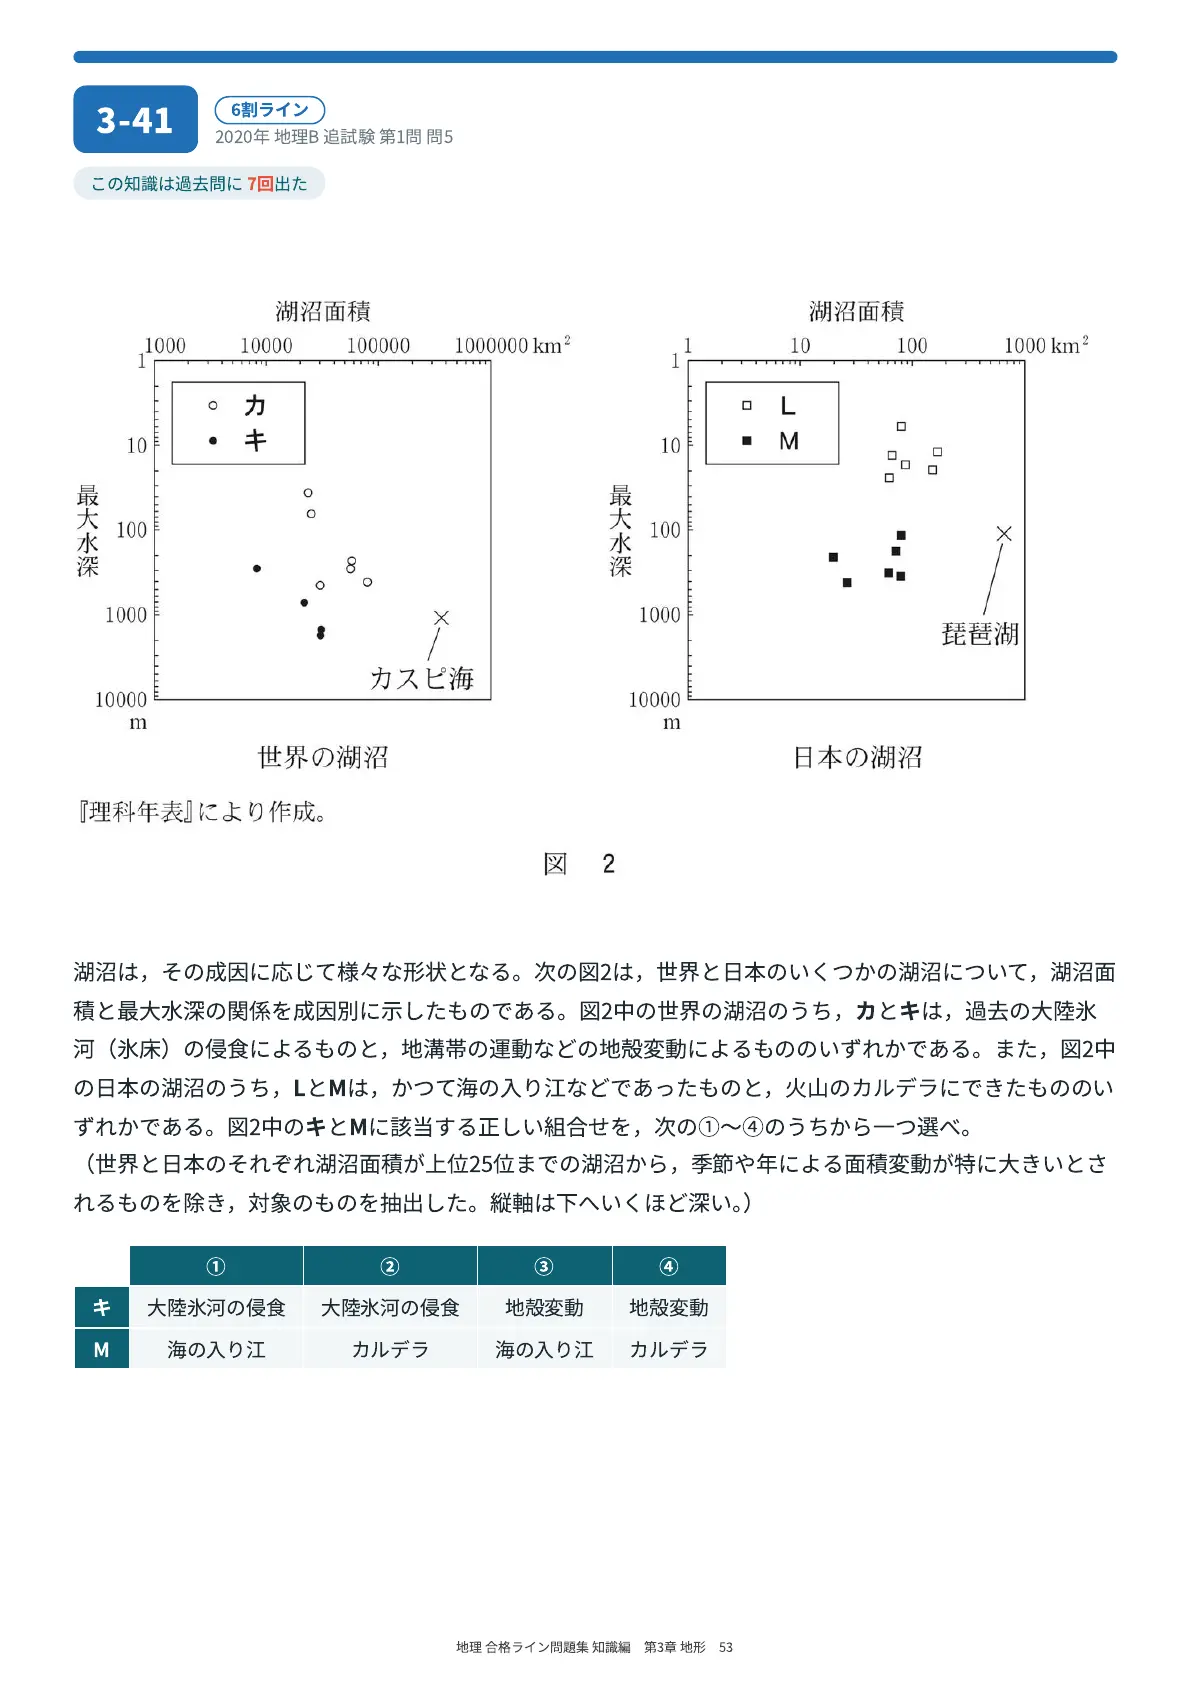 3-41
6割ライン
2020年 地理B 追試験 第1問 問5
この知識は過去問に 7回出た
湖沼面積
1000 10000 100000 1000000 km²
1
10
100
1000
10000
m
最大水深
カ
キ
カスピ海
世界の湖沼
湖沼面積
1 10 100 1000 km²
1
10
100
1000
10000
m
最大水深
L
M
琵琶湖
日本の湖沼
『理科年表』により作成。
図 2
湖沼は，その成因に応じて様々な形状となる。次の図2は，世界と日本のいくつかの湖沼について，湖沼面
積と最大水深の関係を成因別に示したものである。図2中の世界の湖沼のうち，カとキは，過去の大陸氷
河（氷床）の侵食によるものと，地溝帯の運動などの地殻変動によるもののいずれかである。また，図2中
の日本の湖沼のうち，LとMは，かつて海の入り江などであったものと，火山のカルデラにできたもののい
ずれかである。図2中のキとMに該当する正しい組合せを，次の①～④のうちから一つ選べ。
（世界と日本のそれぞれ湖沼面積が上位25位までの湖沼から，季節や年による面積変動が特に大きいとさ
れるものを除き，対象のものを抽出した。縦軸は下へいくほど深い。）
① ② ③ ④
キ 大陸氷河の侵食 大陸氷河の侵食 地殻変動 地殻変動
M 海の入り江 カルデラ 海の入り江 カルデラ
地理 合格ライン問題集 知識編 第3章 地形 53